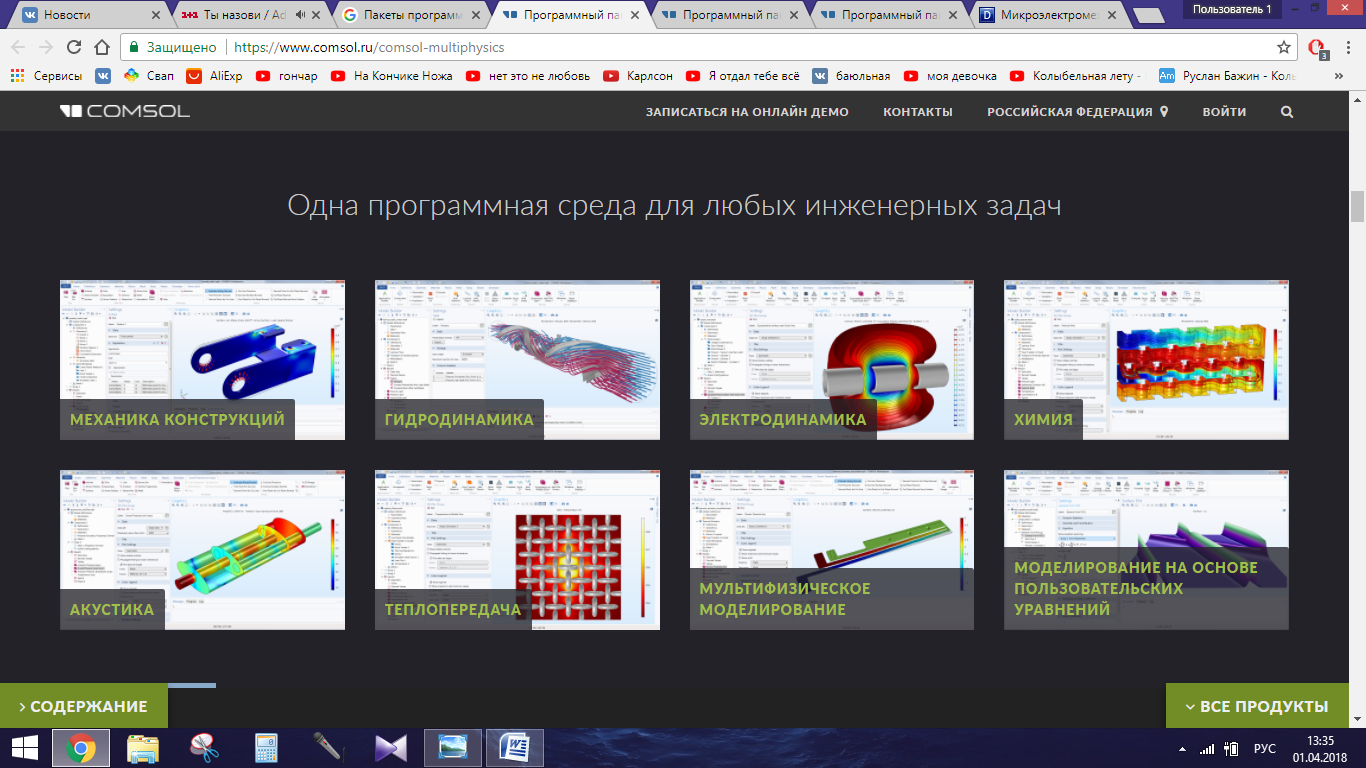 Новости
Ты назови / Ad
Пакеты программ
Программный па
Программный па
Программный па
Микроэлектромех
Пользователь 1
Защищено
https://www.comsol.ru/comsol-multiphysics
3
Сервисы
Свап
AliExp
гончар
На Кончике Ножа
нет это не любовь
Карлсон
Я отдал тебе всё
баюльная
моя девочка
Колыбельная лету -
Am
Руслан Бажин - Коль
COMSOL
ЗАПИСАТЬСЯ НА ОНЛАЙН ДЕМО
КОНТАКТЫ
РОССИЙСКАЯ ФЕДЕРАЦИЯ
ВОЙТИ
Одна программная среда для любых инженерных задач
МЕХАНИКА КОНСТРУКЦИЙ
ГИДРОДИНАМИКА
ЭЛЕКТРОДИНАМИКА
ХИМИЯ
АКУСТИКА
ТЕПЛОПЕРЕДАЧА
МУЛЬТИФИЗИЧЕСКОЕ
МОДЕЛИРОВАНИЕ
МОДЕЛИРОВАНИЕ НА ОСНОВЕ
ПОЛЬЗОВАТЕЛЬСКИХ
УРАВНЕНИЙ
СОДЕРЖАНИЕ
ВСЕ ПРОДУКТЫ
РУС
13:35
01.04.2018